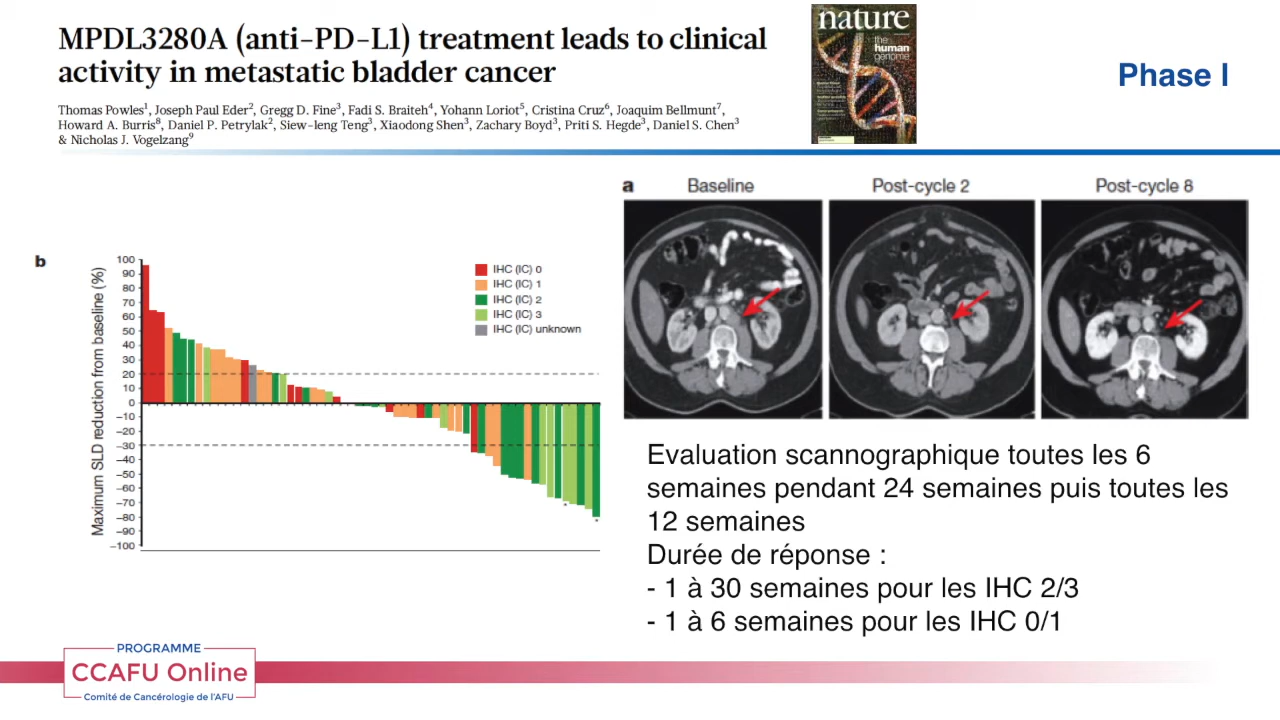 MPDL3280A (anti-PD-L1) treatment leads to clinical
activity in metastatic bladder cancer
Thomas Powles¹, Joseph Paul Eder², Gregg D. Fine³, Fadi S. Braiteh⁴, Yohann Loriot⁵, Cristina Cruz⁶, Joaquim Bellmunt⁷,
Howard A. Burris⁸, Daniel P. Petrylak², Siew-leng Teng³, Xiaodong Shen³, Zachary Boyd³, Priti S. Hegde³, Daniel S. Chen³
& Nicholas J. Vogelzang⁹
nature
the
human
genome
Phase I
a
Baseline
Post-cycle 2
Post-cycle 8
b
Maximum SLD reduction from baseline (%)
100
90
80
70
60
50
40
30
20
10
0
−10
−20
−30
−40
−50
−60
−70
−80
−90
−100
IHC (IC) 0
IHC (IC) 1
IHC (IC) 2
IHC (IC) 3
IHC (IC) unknown
*
*
Evaluation scannographique toutes les 6
semaines pendant 24 semaines puis toutes les
12 semaines
Durée de réponse :
- 1 à 30 semaines pour les IHC 2/3
- 1 à 6 semaines pour les IHC 0/1
PROGRAMME
CCAFU Online
Comité de Cancérologie de l'AFU